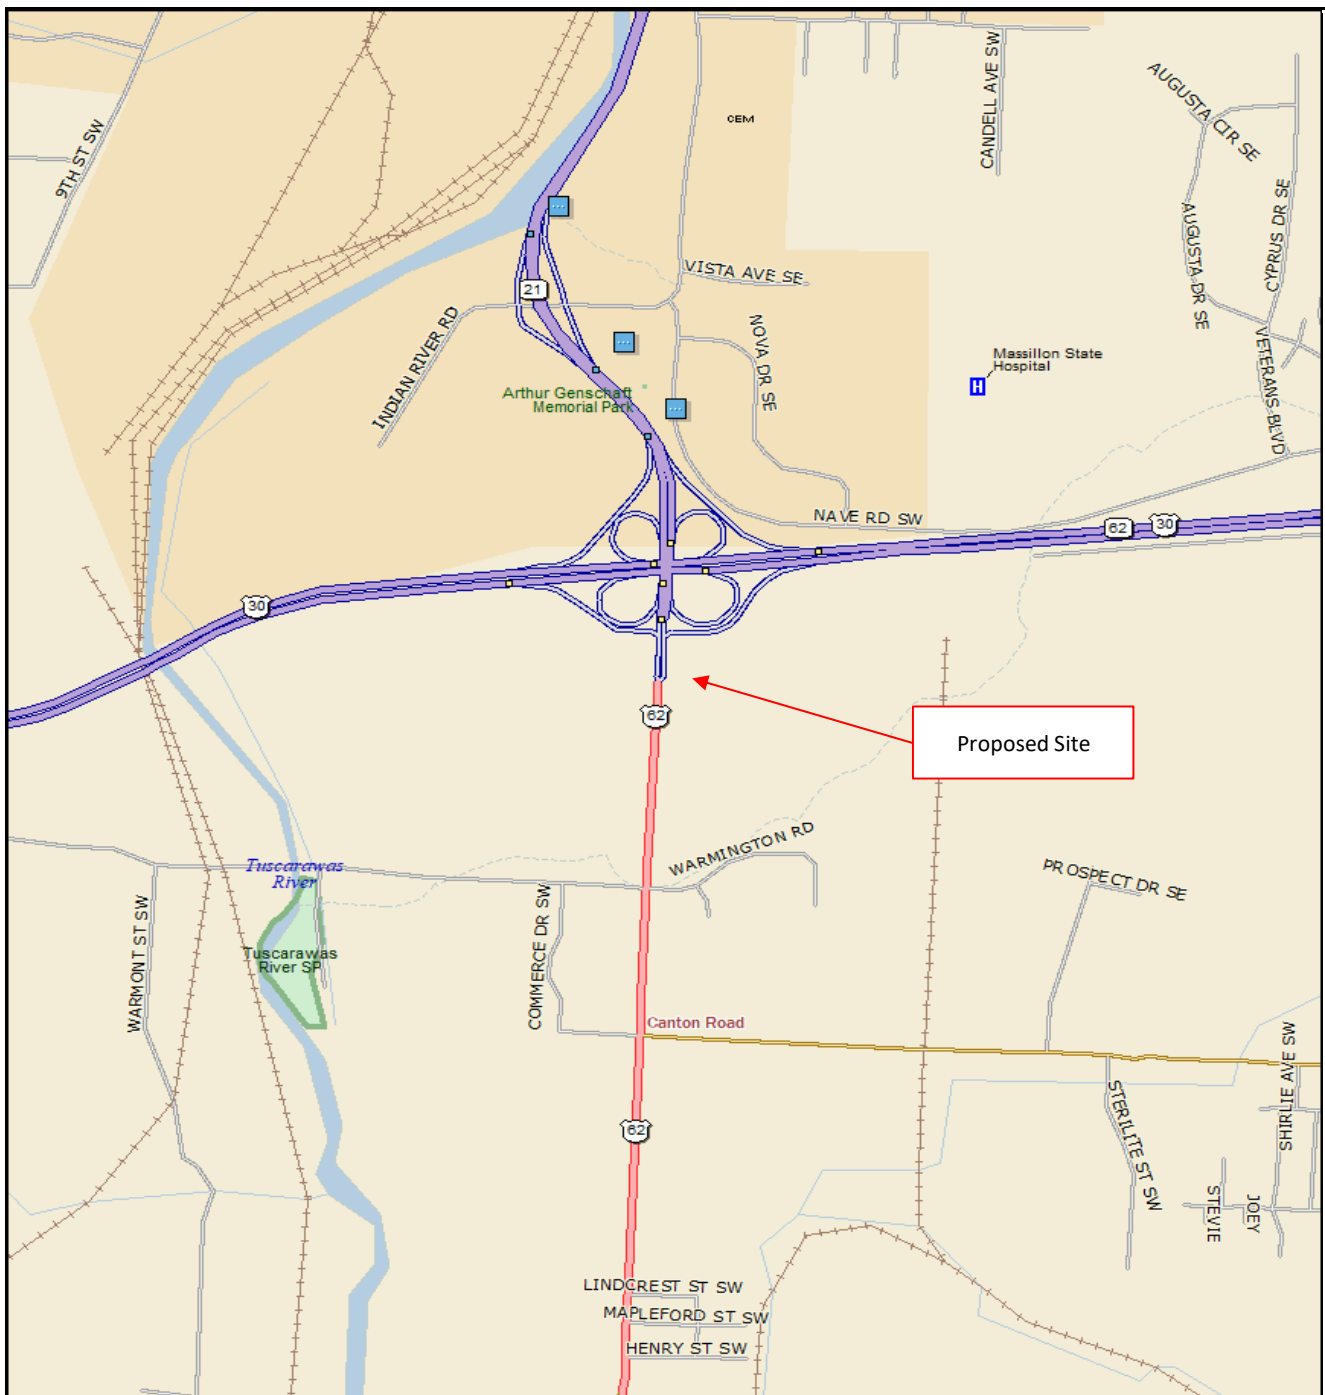 CEM
CANDELL AVE SW
AUGUSTA CIR SE
9TH ST SW
AUGUSTA DR SE
CYPRUS DR SE
VISTA AVE SE
21
INDIAN RIVER RD
NOVA DR SE
VETERANS BLVD
Massillon State
Hospital
H
Arthur Genschaft
Memorial Park
NAVE RD SW
62
30
30
62
Proposed Site
WARMINGTON RD
Tuscarawas
River
PROSPECT DR SE
WARMONT ST SW
COMMERCE DR SW
Tuscarawas
River SP
Canton Road
SHIRLIE AVE SW
STERILITE ST SW
62
STEVIE
JOEY
LINDCREST ST SW
MAPLEFORD ST SW
HENRY ST SW